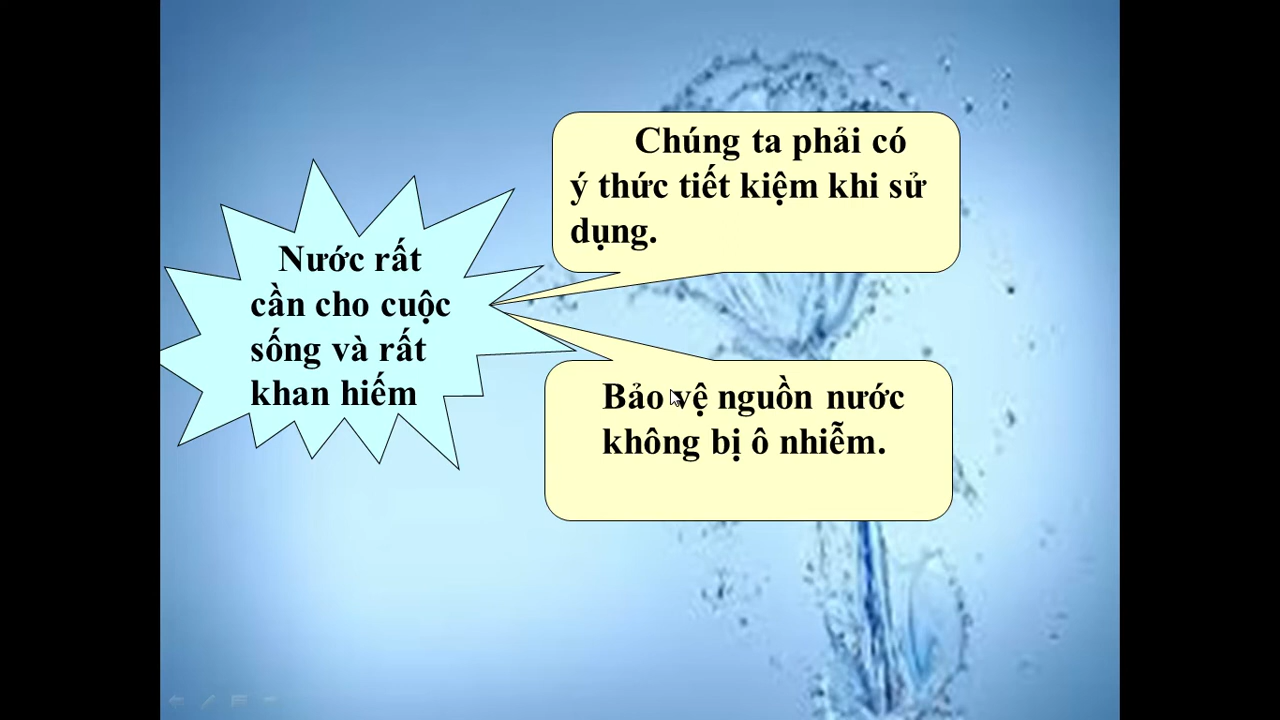 Nước rất
cần cho cuộc
sống và rất
khan hiếm
Chúng ta phải có
ý thức tiết kiệm khi sử
dụng.
Bảo vệ nguồn nước
không bị ô nhiễm.